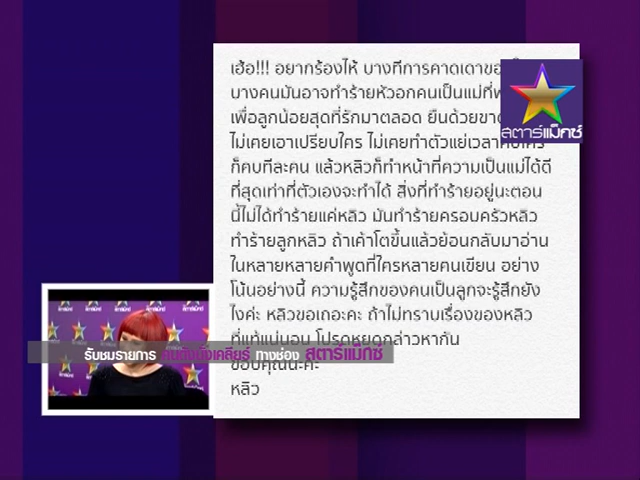 เฮ้อ!!! อยากร้องไห้ บางทีการคาดเดาของ
บางคนมันอาจทำร้ายหัวอกคนเป็นแม่ที่
เพื่อลูกน้อยสุดที่รักมาตลอด ยืนด้วยขา
ไม่เคยเอาเปรียบใคร ไม่เคยทำตัวแย่เวลาคบใคร
ก็คบทีละคน แล้วหลิวก็ทำหน้าที่ความเป็นแม่ได้ดี
ที่สุดเท่าที่ตัวเองจะทำได้ สิ่งที่ทำร้ายอยู่นะตอน
นี้ไม่ได้ทำร้ายแค่หลิว มันทำร้ายครอบครัวหลิว
ทำร้ายลูกหลิว ถ้าเค้าโตขึ้นแล้วย้อนกลับมาอ่าน
ในหลายหลายคำพูดที่ใครหลายคนเขียน อย่าง
โน้นอย่างนี้ ความรู้สึกของคนเป็นลูกจะรู้สึกยัง
ไงค่ะ หลิวขอเถอะคะ ถ้าไม่ทราบเรื่องของหลิว
ที่แท้แน่นอน โปรดหยุดกล่าวหากัน
ขอบคุณนะคะ
หลิว
สตาร์แม็กซ์
รับชมรายการ คนดังนั่งเคลียร์ ทางช่อง สตาร์แม็กซ์